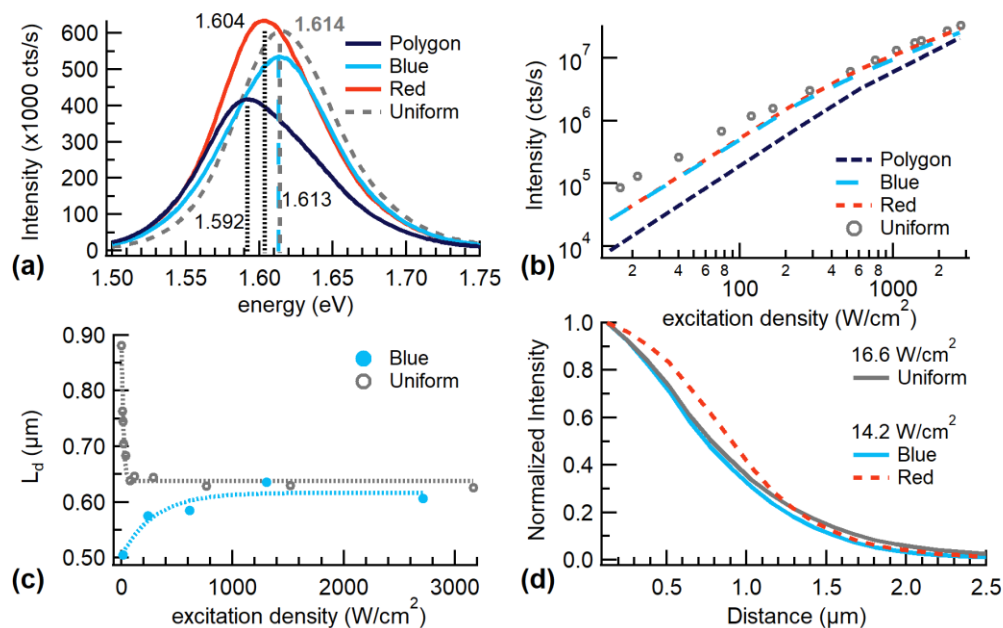 600
500
400
300
200
100
0
Intensity (x1000 cts/s)
1.604
1.614
Polygon
Blue
Red
Uniform
1.592
1.613
1.50
1.55
1.60
1.65
1.70
1.75
energy (eV)
(a)
10^7
10^6
10^5
10^4
Intensity (cts/s)
Polygon
Blue
Red
Uniform
2 4 6 8 2 4 6 8 2
100 1000
excitation density (W/cm^2)
(b)
0.90
0.80
0.70
0.60
0.50
L_d (µm)
Blue
Uniform
0 1000 2000 3000
excitation density (W/cm^2)
(c)
1.0
0.8
0.6
0.4
0.2
0.0
Normalized Intensity
16.6 W/cm^2
Uniform
14.2 W/cm^2
Blue
Red
0.5 1.0 1.5 2.0 2.5
Distance (µm)
(d)